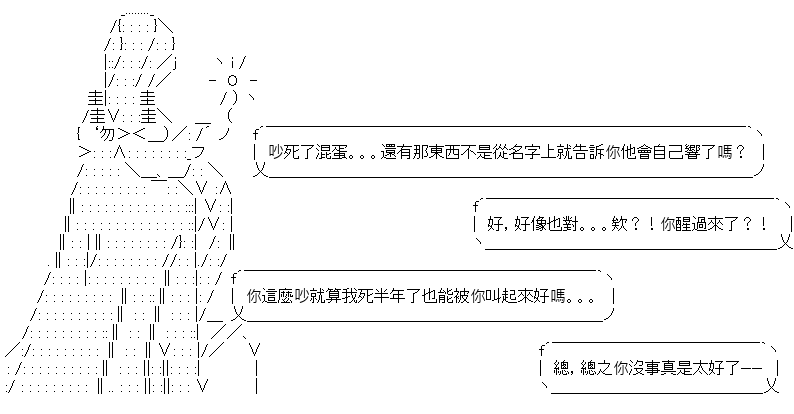 吵死了混蛋。。。還有那東西不是從名字上就告訴你他會自己響了嗎？
好，好像也對。。。欸？！你醒過來了？！
你這麼吵就算我死半年了也能被你叫起來好嗎。。。
總，總之你沒事真是太好了——